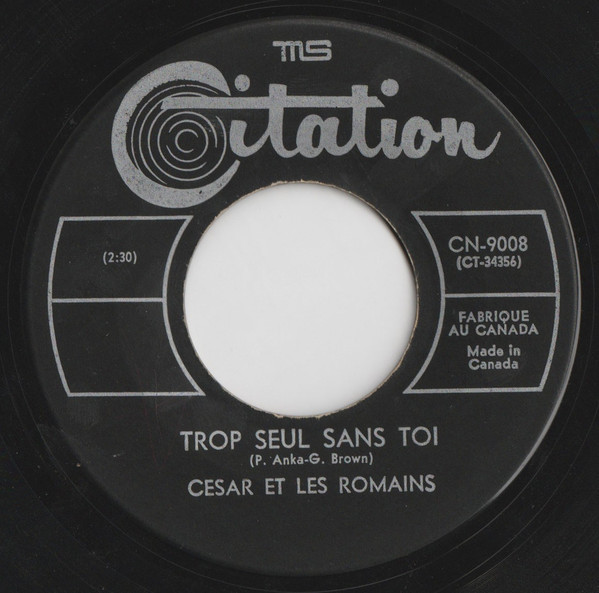 MS
Citation
(2:30)
CN-9008
(CT-34356)
FABRIQUE
AU CANADA
Made in
Canada
TROP SEUL SANS TOI
(P. Anka-G. Brown)
CESAR ET LES ROMAINS